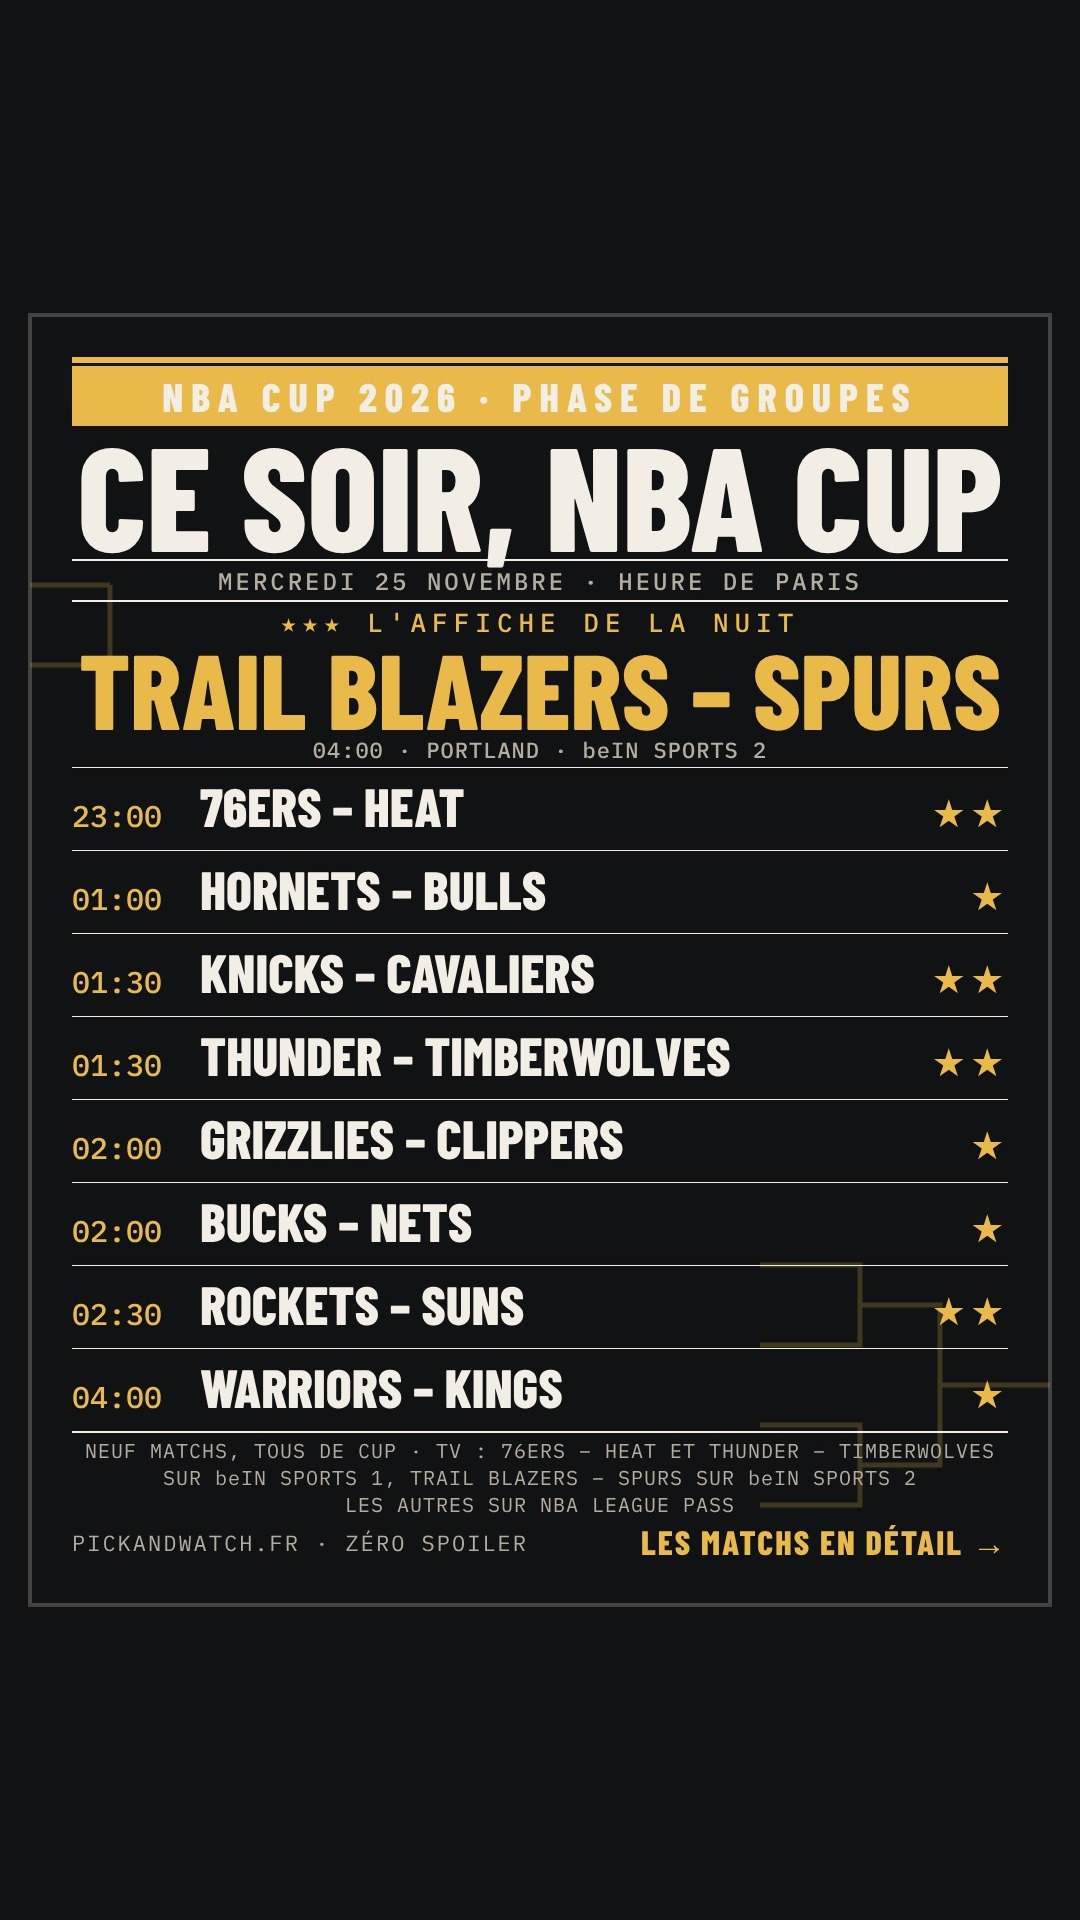 NBA CUP 2026 · PHASE DE GROUPES
CE SOIR, NBA CUP
MERCREDI 25 NOVEMBRE · HEURE DE PARIS
★★★ L'AFFICHE DE LA NUIT
TRAIL BLAZERS – SPURS
04:00 · PORTLAND · beIN SPORTS 2
23:00 76ERS – HEAT ★★
01:00 HORNETS – BULLS ★
01:30 KNICKS – CAVALIERS ★★
01:30 THUNDER – TIMBERWOLVES ★★
02:00 GRIZZLIES – CLIPPERS ★
02:00 BUCKS – NETS ★
02:30 ROCKETS – SUNS ★★
04:00 WARRIORS – KINGS ★
NEUF MATCHS, TOUS DE CUP · TV : 76ERS – HEAT ET THUNDER – TIMBERWOLVES
SUR beIN SPORTS 1, TRAIL BLAZERS – SPURS SUR beIN SPORTS 2
LES AUTRES SUR NBA LEAGUE PASS
PICKANDWATCH.FR · ZÉRO SPOILER
LES MATCHS EN DÉTAIL →